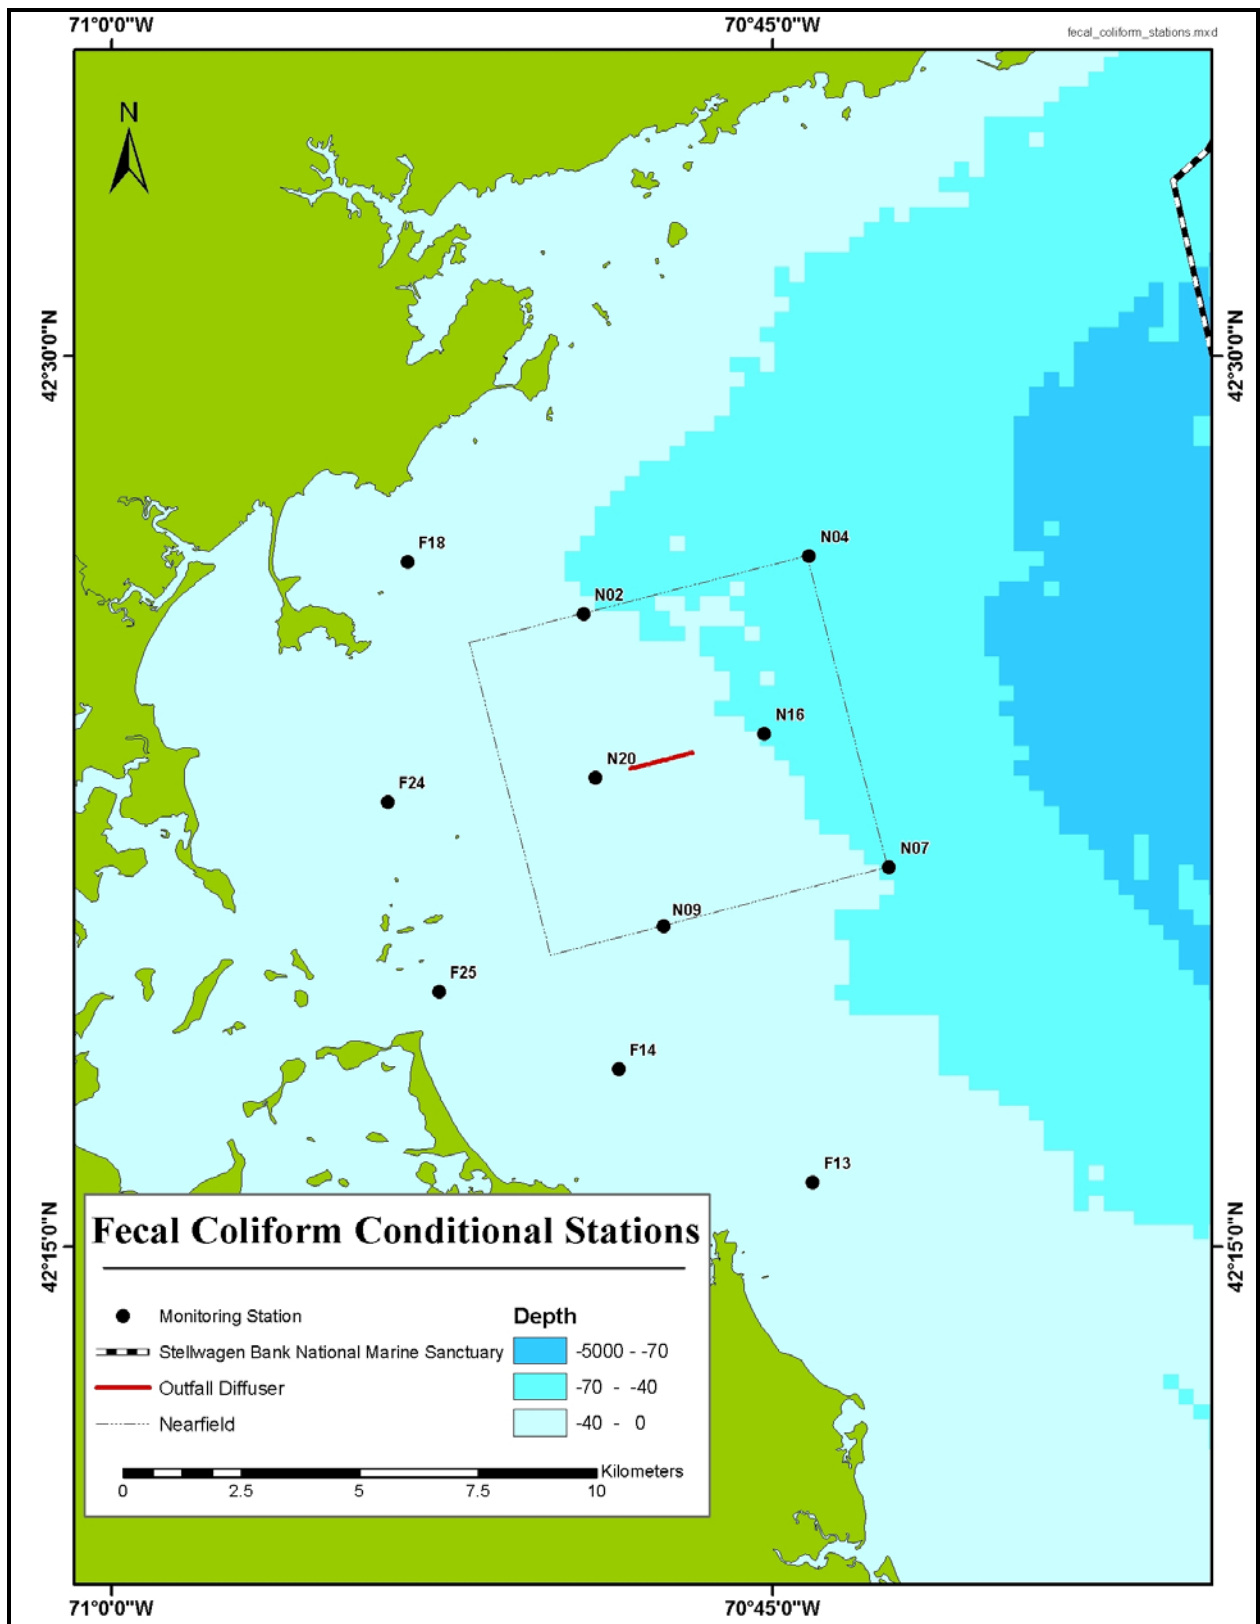 71°0'0"W 70°45'0"W
fecal_coliform_stations.mxd
N
42°30'0"N 42°30'0"N
F18
N04
N02
N16
N20
F24
N07
N09
F25
F14
F13
42°15'0"N 42°15'0"N
Fecal Coliform Conditional Stations
Monitoring Station
Stellwagen Bank National Marine Sanctuary
Outfall Diffuser
Nearfield
Depth
-5000 - -70
-70 - -40
-40 - 0
Kilometers
0 2.5 5 7.5 10
71°0'0"W 70°45'0"W